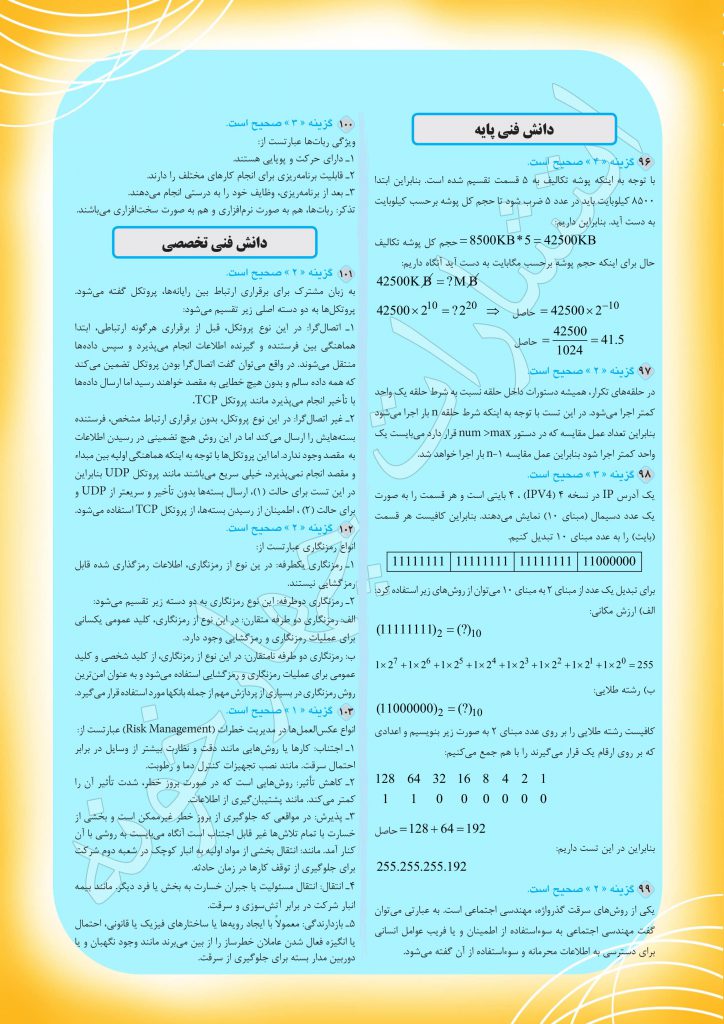 دانش فنی پایه
۹۶ گزینه « ۴ » صحیح است.
با توجه به اینکه پوشه تکالیف به ۵ قسمت تقسیم شده است. بنابراین ابتدا
۸۵۰۰ کیلوبایت باید در عدد ۵ ضرب شود تا حجم کل پوشه برحسب کیلوبایت
به دست آید. بنابراین داریم:
حجم کل پوشه تکالیف = 8500KB * 5 = 42500KB
حال برای اینکه حجم پوشه برحسب مگابایت به دست آید آنگاه داریم:
42500K B = ?M B
42500 × 2^10 = ?2^20 ⇒ حاصل = 42500 × 2^-10
حاصل = 42500/1024 = 41.5
۹۷ گزینه « ۲ » صحیح است.
در حلقه‌های تکرار، همیشه دستورات داخل حلقه نسبت به شرط حلقه یک واحد
کمتر اجرا می‌شود. در این تست با توجه به اینکه شرط حلقه n بار اجرا می‌شود
بنابراین تعداد عمل مقایسه که در دستور num >max قرار دارد می‌بایست یک
واحد کمتر اجرا شود بنابراین عمل مقایسه n-۱ بار اجرا خواهد شد.
۹۸ گزینه « ۳ » صحیح است.
یک آدرس IP در نسخه ۴ (IPV4) ، ۴ بایتی است و هر قسمت را به صورت
یک عدد دسیمال (مبنای ۱۰) نمایش می‌دهند. بنابراین کافیست هر قسمت
(بایت) را به عدد مبنای ۱۰ تبدیل کنیم.
11111111 11111111 11111111 11000000
برای تبدیل یک عدد از مبنای ۲ به مبنای ۱۰ می‌توان از روش‌های زیر استفاده کرد:
الف) ارزش مکانی:
(11111111)2 = (?)10
1×2^7 +1×2^6 +1×2^5 +1×2^4 +1×2^3 +1×2^2 +1×2^1 +1×2^0 = 255
ب) رشته طلایی:
(11000000)2 = (?)10
کافیست رشته طلایی را بر روی عدد مبنای ۲ به صورت زیر بنویسیم و اعدادی
که بر روی ارقام یک قرار می‌گیرند را با هم جمع می‌کنیم:
128 64 32 16 8 4 2 1
1 1 0 0 0 0 0 0
حاصل = 128 + 64 = 192
بنابراین در این تست داریم:
255.255.255.192
۹۹ گزینه « ۲ » صحیح است.
یکی از روش‌های سرقت گذرواژه، مهندسی اجتماعی است. به عبارتی می‌توان
گفت مهندسی اجتماعی به سوءاستفاده از اطمینان و یا فریب عوامل انسانی
برای دسترسی به اطلاعات محرمانه و سوءاستفاده از آن گفته می‌شود.
۱۰۰ گزینه « ۳ » صحیح است.
ویژگی ربات‌ها عبارتست از:
۱ـ دارای حرکت و پویایی هستند.
۲ـ قابلیت برنامه‌ریزی برای انجام کارهای مختلف را دارند.
۳ـ بعد از برنامه‌ریزی، وظایف خود را به درستی انجام می‌دهند.
تذکر: ربات‌ها، هم به صورت نرم‌افزاری و هم به صورت سخت‌افزاری می‌باشند.
دانش فنی تخصصی
۱۰۱ گزینه « ۲ » صحیح است.
به زبان مشترک برای برقراری ارتباط بین رایانه‌ها، پروتکل گفته می‌شود.
پروتکل‌ها به دو دسته اصلی زیر تقسیم می‌شود:
۱ـ اتصال‌گرا: در این نوع پروتکل، قبل از برقراری هرگونه ارتباطی، ابتدا
هماهنگی بین فرستنده و گیرنده اطلاعات انجام می‌پذیرد و سپس داده‌ها
منتقل می‌شوند. در واقع می‌توان گفت اتصال‌گرا بودن پروتکل تضمین می‌کند
که همه داده سالم و بدون هیچ خطایی به مقصد خواهند رسید اما ارسال داده‌ها
با تأخیر انجام می‌پذیرد مانند پروتکل TCP.
۲ـ غیر اتصال‌گرا: در این نوع پروتکل، بدون برقراری ارتباط مشخص، فرستنده
بسته‌هایش را ارسال می‌کند اما در این روش هیچ تضمینی در رسیدن اطلاعات
به مقصد وجود ندارد. اما این پروتکل‌ها با توجه به اینکه هماهنگی اولیه بین مبداء
و مقصد انجام نمی‌پذیرد، خیلی سریع می‌باشند مانند پروتکل UDP بنابراین
در این تست برای حالت (۱)، ارسال بسته‌ها بدون تأخیر و سریعتر از UDP و
برای حالت (۲) ، اطمینان از رسیدن بسته‌ها، از پروتکل TCP استفاده می‌شود.
۱۰۲ گزینه « ۲ » صحیح است.
انواع رمزنگاری عبارتست از:
۱ـ رمزنگاری یکطرفه: در ین نوع از رمزنگاری، اطلاعات رمزگذاری شده قابل
رمزگشایی نیستند.
۲ـ رمزنگاری دوطرفه: این نوع رمزنگاری به دو دسته زیر تقسیم می‌شود:
الف: رمزنگاری دو طرفه متقارن: در این نوع از رمزنگاری، کلید عمومی یکسانی
برای عملیات رمزنگاری و رمزگشایی وجود دارد.
ب: رمزنگاری دو طرفه نامتقارن: در این نوع از رمزنگاری، از کلید شخصی و کلید
عمومی برای عملیات رمزنگاری و رمزگشایی استفاده می‌شود و به عنوان امن‌ترین
روش رمزنگاری در بسیاری از پردازش مهم از جمله بانکها مورد استفاده قرار می‌گیرد.
۱۰۳ گزینه « ۱ » صحیح است.
انواع عکس‌العمل‌ها در مدیریت خطرات (Risk Management) عبارتست از:
۱ـ اجتناب: کارها یا روش‌هایی مانند دقت و نظارت بیشتر از وسایل در برابر
احتمال سرقت. مانند نصب تجهیزات کنترل دما و رطوبت.
۲ـ کاهش تأثیر: روش‌هایی است که در صورت بروز خطر، شدت تأثیر آن را
کمتر می‌کند. مانند پشتیبان‌گیری از اطلاعات.
۳ـ پذیرش: در مواقعی که جلوگیری از بروز خطر غیرممکن است و بخشی از
خسارت با تمام تلاش‌ها غیر قابل اجتناب است آنگاه می‌بایست به روشی با آن
کنار آمد. مانند: انتقال بخشی از مواد اولیه به انبار کوچک در شعبه دوم شرکت
برای جلوگیری از توقف کارها در زمان حادثه.
۴ـ انتقال: انتقال مسئولیت یا جبران خسارت به بخش یا فرد دیگر. مانند بیمه
انبار شرکت در برابر آتش‌سوزی و سرقت.
۵ـ بازدارندگی: معمولاً با ایجاد رویه‌ها یا ساختارهای فیزیک یا قانونی، احتمال
یا انگیزه فعال شدن عاملان خطرساز را از بین می‌برند مانند وجود نگهبان و یا
دوربین مدار بسته برای جلوگیری از سرقت.
انتشارات چهارخونه